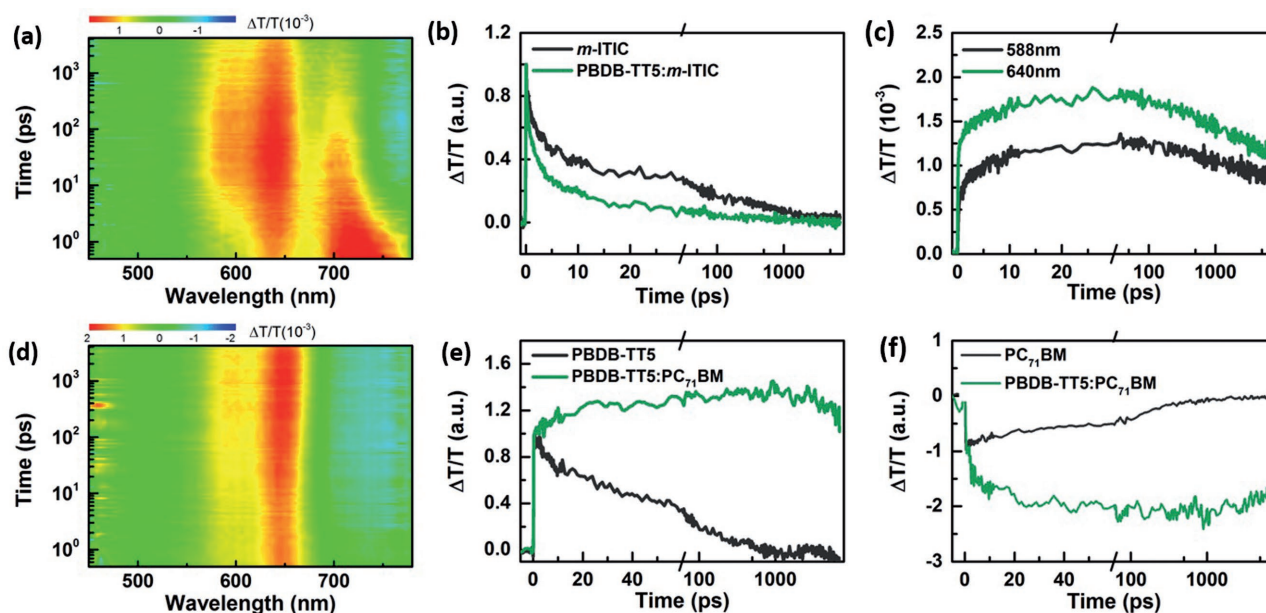 ΔT/T(10⁻³)
1 0 -1
(a)
10³
10²
10¹
10⁰
Time (ps)
500 600 700
Wavelength (nm)
(b)
1.2
0.8
0.4
0.0
ΔT/T (a.u.)
m-ITIC
PBDB-TT5:m-ITIC
0 10 20 100 1000
Time (ps)
(c)
2.5
2.0
1.5
1.0
0.5
0.0
ΔT/T (10⁻³)
588nm
640nm
0 10 20 100 1000
Time (ps)
ΔT/T(10⁻³)
2 1 0 -1 -2
(d)
10³
10²
10¹
10⁰
Time (ps)
500 600 700
Wavelength (nm)
(e)
1.6
1.2
0.8
0.4
0.0
ΔT/T (a.u.)
PBDB-TT5
PBDB-TT5:PC₇₁BM
0 20 40 100 1000
Time (ps)
(f)
1
0
-1
-2
-3
ΔT/T (a.u.)
PC₇₁BM
PBDB-TT5:PC₇₁BM
0 20 40 100 1000
Time (ps)